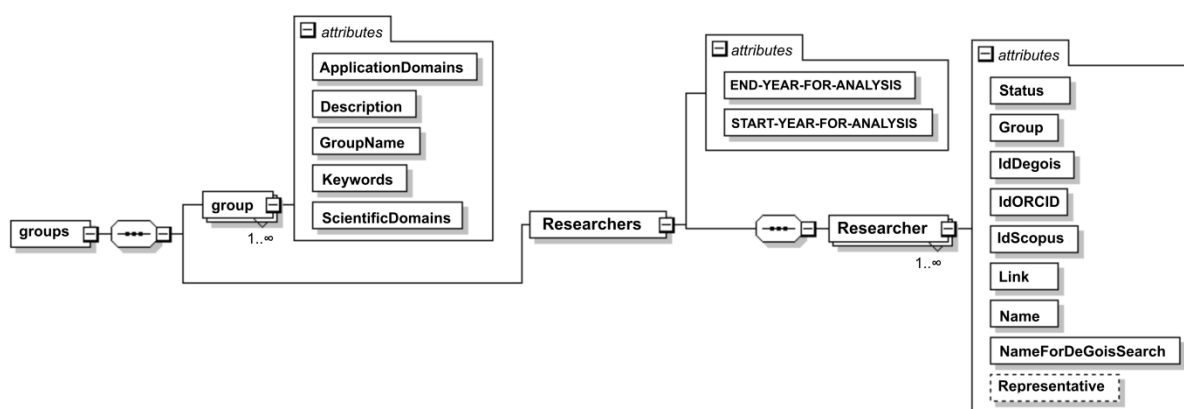 groups
group
1..∞
attributes
ApplicationDomains
Description
GroupName
Keywords
ScientificDomains
Researchers
attributes
END-YEAR-FOR-ANALYSIS
START-YEAR-FOR-ANALYSIS
Researcher
1..∞
attributes
Status
Group
IdDegois
IdORCID
IdScopus
Link
Name
NameForDeGoisSearch
Representative